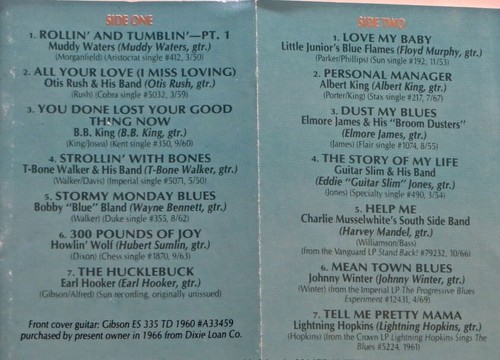 SIDE ONE
1. ROLLIN' AND TUMBLIN'—PT. 1
Muddy Waters (Muddy Waters, gtr.)
(Morganfield) (Aristocrat single #412, 3/50)
2. ALL YOUR LOVE (I MISS LOVING)
Otis Rush & His Band (Otis Rush, gtr.)
(Rush) (Cobra single #5032, 3/59)
3. YOU DONE LOST YOUR GOOD
THING NOW
B.B. King (B.B. King, gtr.)
(King/Josea) (Kent single #350, 9/60)
4. STROLLIN' WITH BONES
T-Bone Walker & His Band (T-Bone Walker, gtr.)
(Walker/Davis) (Imperial single #5071, 5/50)
5. STORMY MONDAY BLUES
Bobby "Blue" Bland (Wayne Bennett, gtr.)
(Walker) (Duke single #355, 8/62)
6. 300 POUNDS OF JOY
Howlin' Wolf (Hubert Sumlin, gtr.)
(Dixon) (Chess single #1870, 9/63)
7. THE HUCKLEBUCK
Earl Hooker (Earl Hooker, gtr.)
(Gibson/Alfred) (Sun recording, originally unissued)
Front cover guitar: Gibson ES 335 TD 1960 #A33459
purchased by present owner in 1966 from Dixie Loan Co.
SIDE TWO
1. LOVE MY BABY
Little Junior's Blue Flames (Floyd Murphy, gtr.)
(Parker/Phillips) (Sun single #192, 11/53)
2. PERSONAL MANAGER
Albert King (Albert King, gtr.)
(Porter/King) (Stax single #217, 7/67)
3. DUST MY BLUES
Elmore James & His "Broom Dusters"
(Elmore James, gtr.)
(James) (Flair single #1074, 8/55)
4. THE STORY OF MY LIFE
Guitar Slim & His Band
(Eddie "Guitar Slim" Jones, gtr.)
(Jones) (Specialty single #490, 3/54)
5. HELP ME
Charlie Musselwhite's South Side Band
(Harvey Mandel, gtr.)
(Williamson/Bass)
(from the Vanguard LP Stand Back! #79232, 10/66)
6. MEAN TOWN BLUES
Johnny Winter (Johnny Winter, gtr.)
(Winter) (from the Imperial LP The Progressive Blues
Experiment #12431, 4/69)
7. TELL ME PRETTY MAMA
Lightning Hopkins (Lightning Hopkins, gtr.)
(Hopkins) (from the Crown LP Lightning Hopkins Sings The
Blues #5224, 1961)